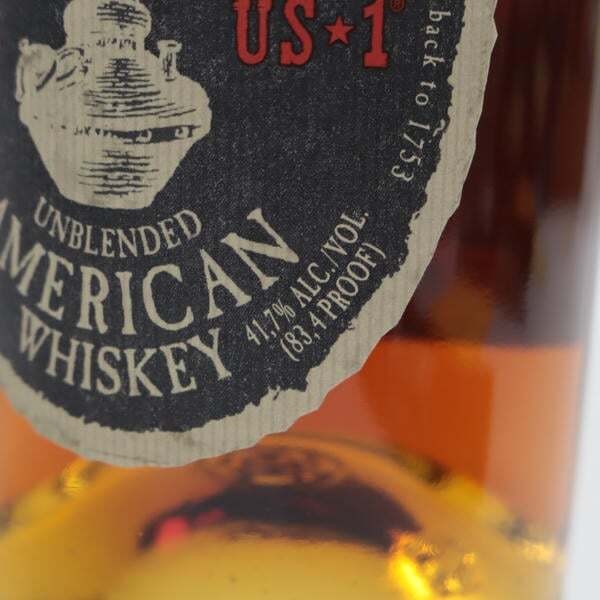 US★1®
back to 1753
UNBLENDED
AMERICAN
WHISKEY
41,7% ALC./VOL.
(83,4 PROOF)